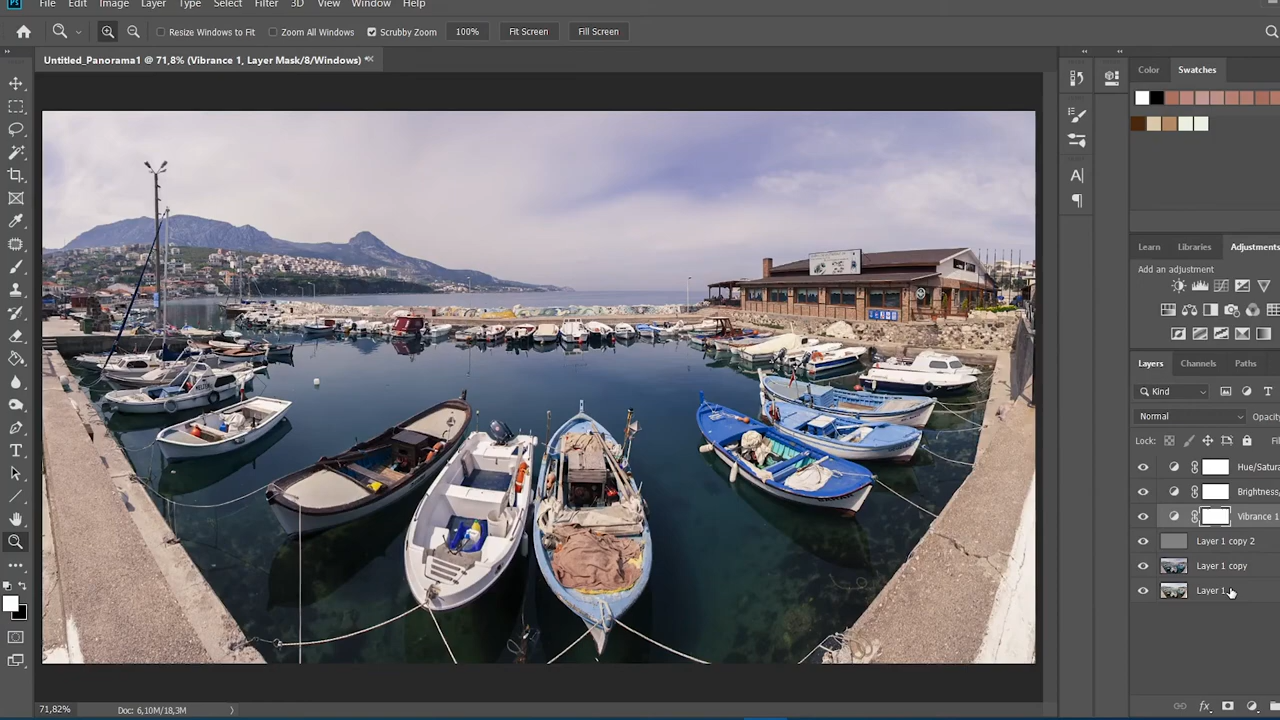 Ps File Edit Image Layer Type Select Filter 3D View Window Help
Resize Windows to Fit Zoom All Windows Scrubby Zoom 100% Fit Screen Fill Screen
Untitled_Panorama1 @ 71,8% (Vibrance 1, Layer Mask/8/Windows) *
Color Swatches
Learn Libraries Adjustments
Add an adjustment
Layers Channels Paths
Kind
Normal Opacity
Lock:
Hue/Satura
Brightness
Vibrance 1
Layer 1 copy 2
Layer 1 copy
Layer 1
71,82% Doc: 6,10M/18,3M